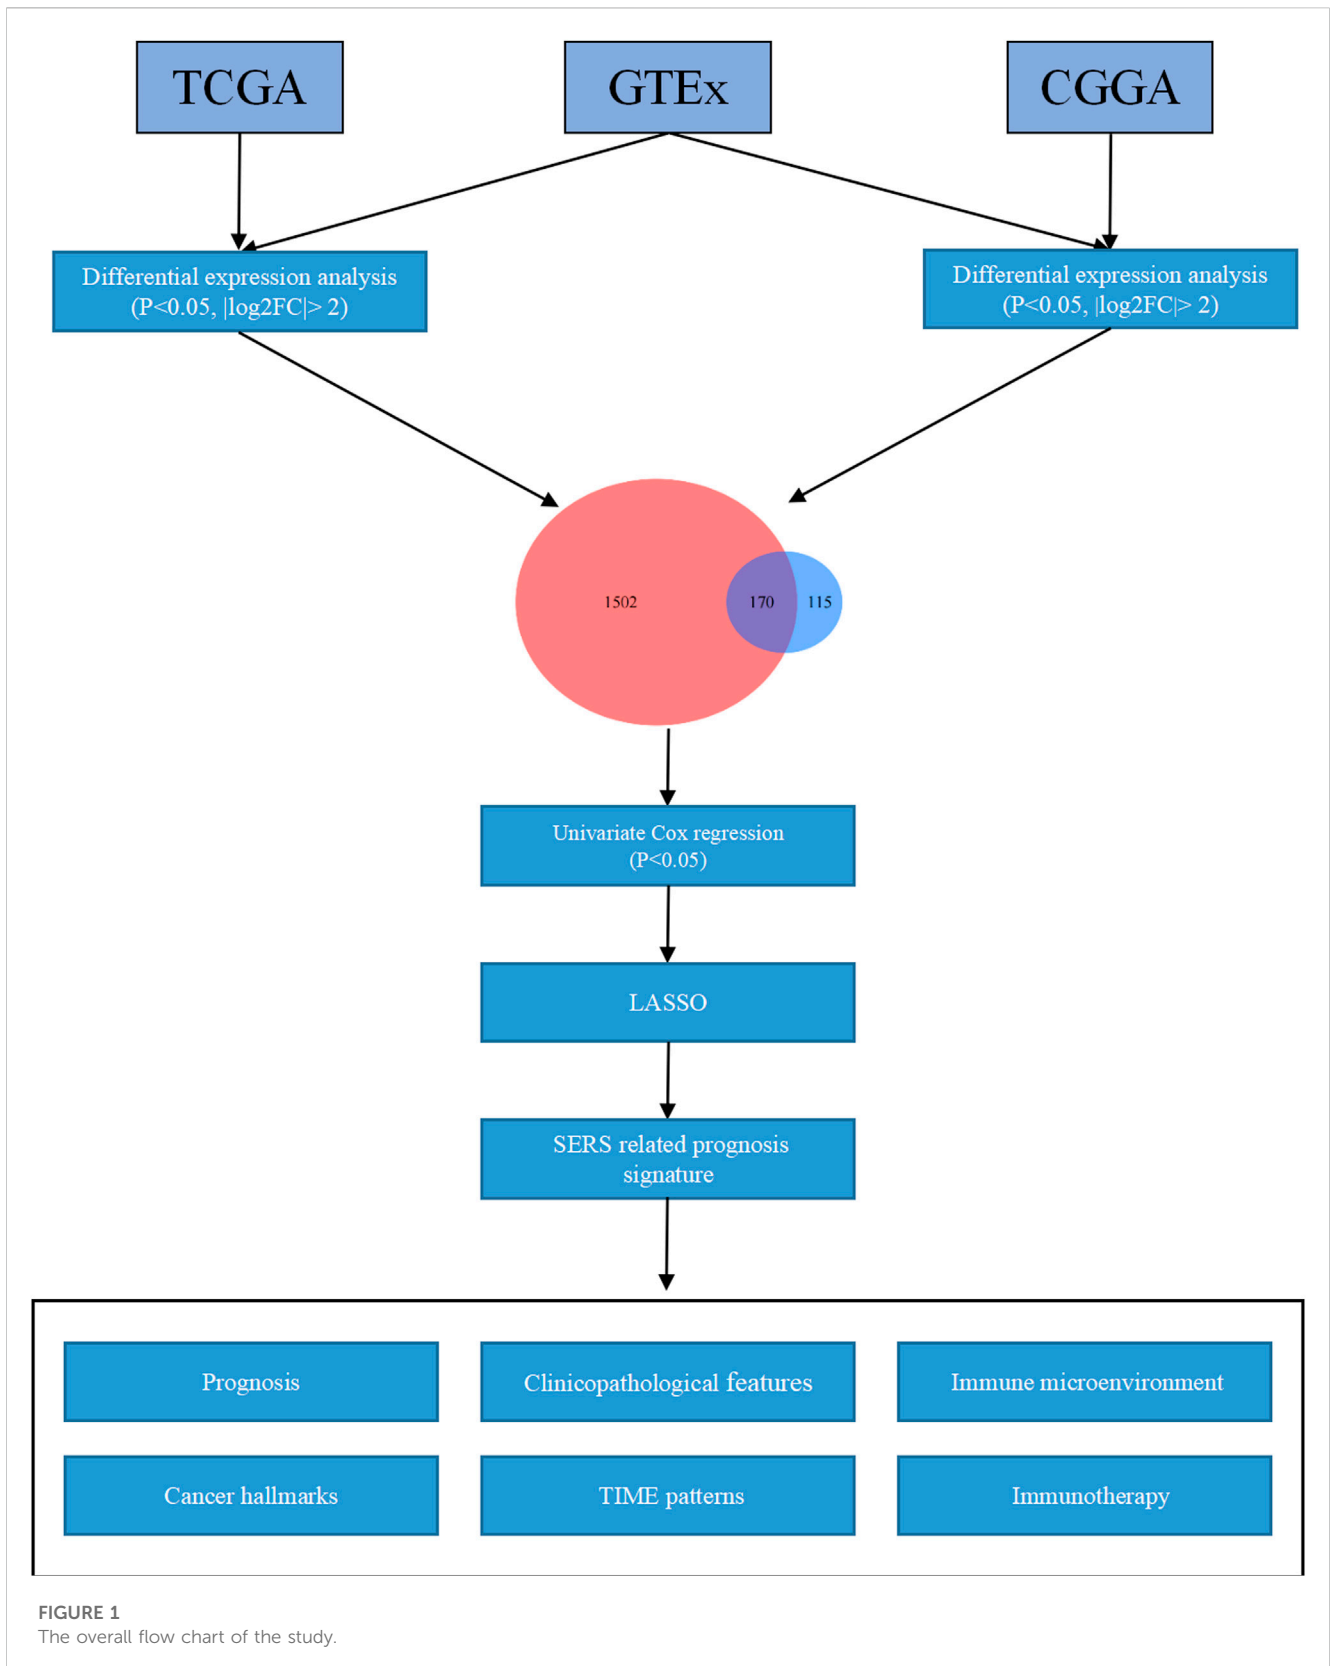 TCGA
GTEx
CGGA
Differential expression analysis
(P<0.05, |log2FC|> 2)
Differential expression analysis
(P<0.05, |log2FC|> 2)
1502
170
115
Univariate Cox regression
(P<0.05)
LASSO
SERS related prognosis
signature
Prognosis
Clinicopathological features
Immune microenvironment
Cancer hallmarks
TIME patterns
Immunotherapy
FIGURE 1
The overall flow chart of the study.